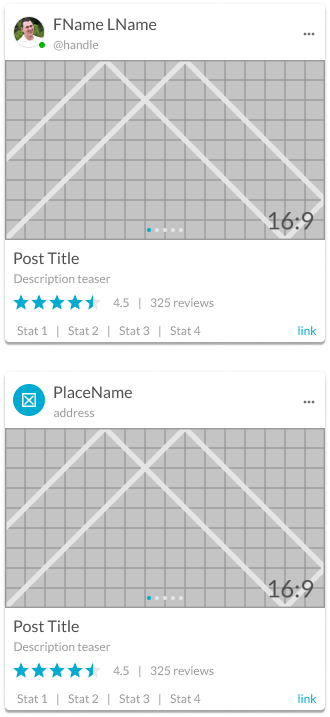 FName LName
@handle
16:9
Post Title
Description teaser
4.5 | 325 reviews
Stat 1 | Stat 2 | Stat 3 | Stat 4 link
PlaceName
address
16:9
Post Title
Description teaser
4.5 | 325 reviews
Stat 1 | Stat 2 | Stat 3 | Stat 4 link